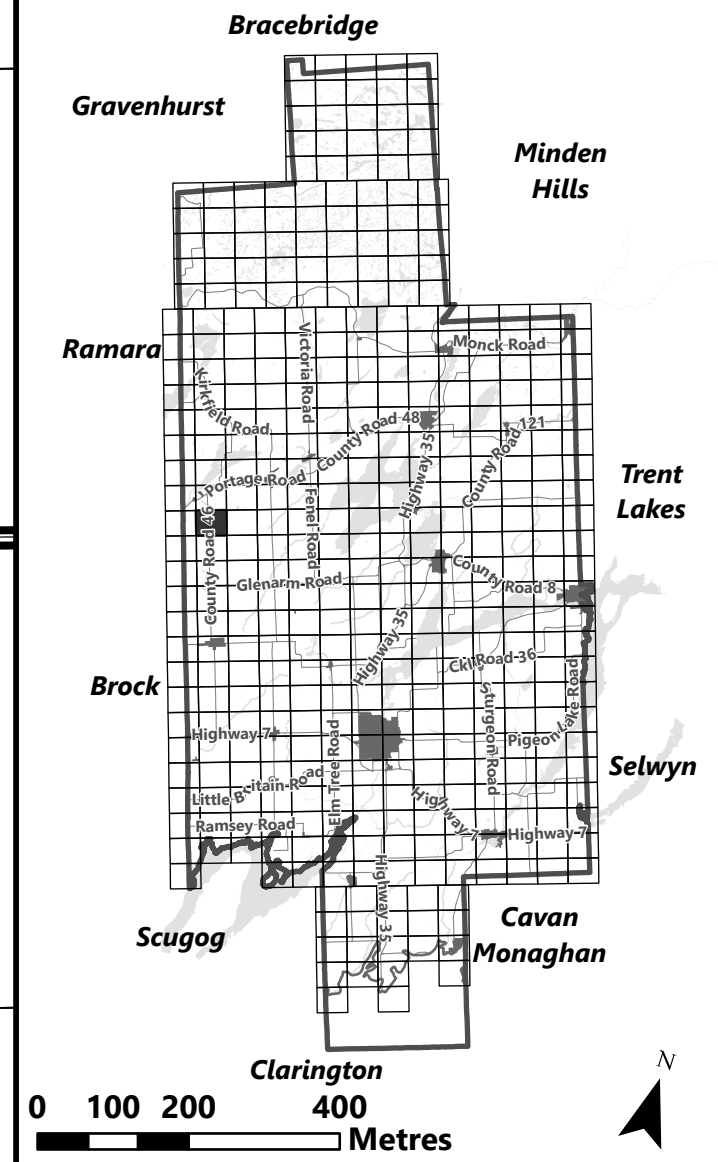 Bracebridge
Gravenhurst
Minden
Hills
Ramara
Victoria Road
Monck Road
Kirkfield Road
County Road 48
County Road 121
Highway 35
Portage Road
Trent
Lakes
County Road 46
Fenel Road
Glenarm Road
County Road 8
Highway 35
Ckl Road 36
Brock
Sturgeon Road
Pigeon Lake Road
Highway 7
Elm Tree Road
Selwyn
Little Britain Road
Ramsey Road
Highway 7
Highway 7
Highway 35
Scugog
Cavan
Monaghan
Clarington
N
0 100 200 400
Metres